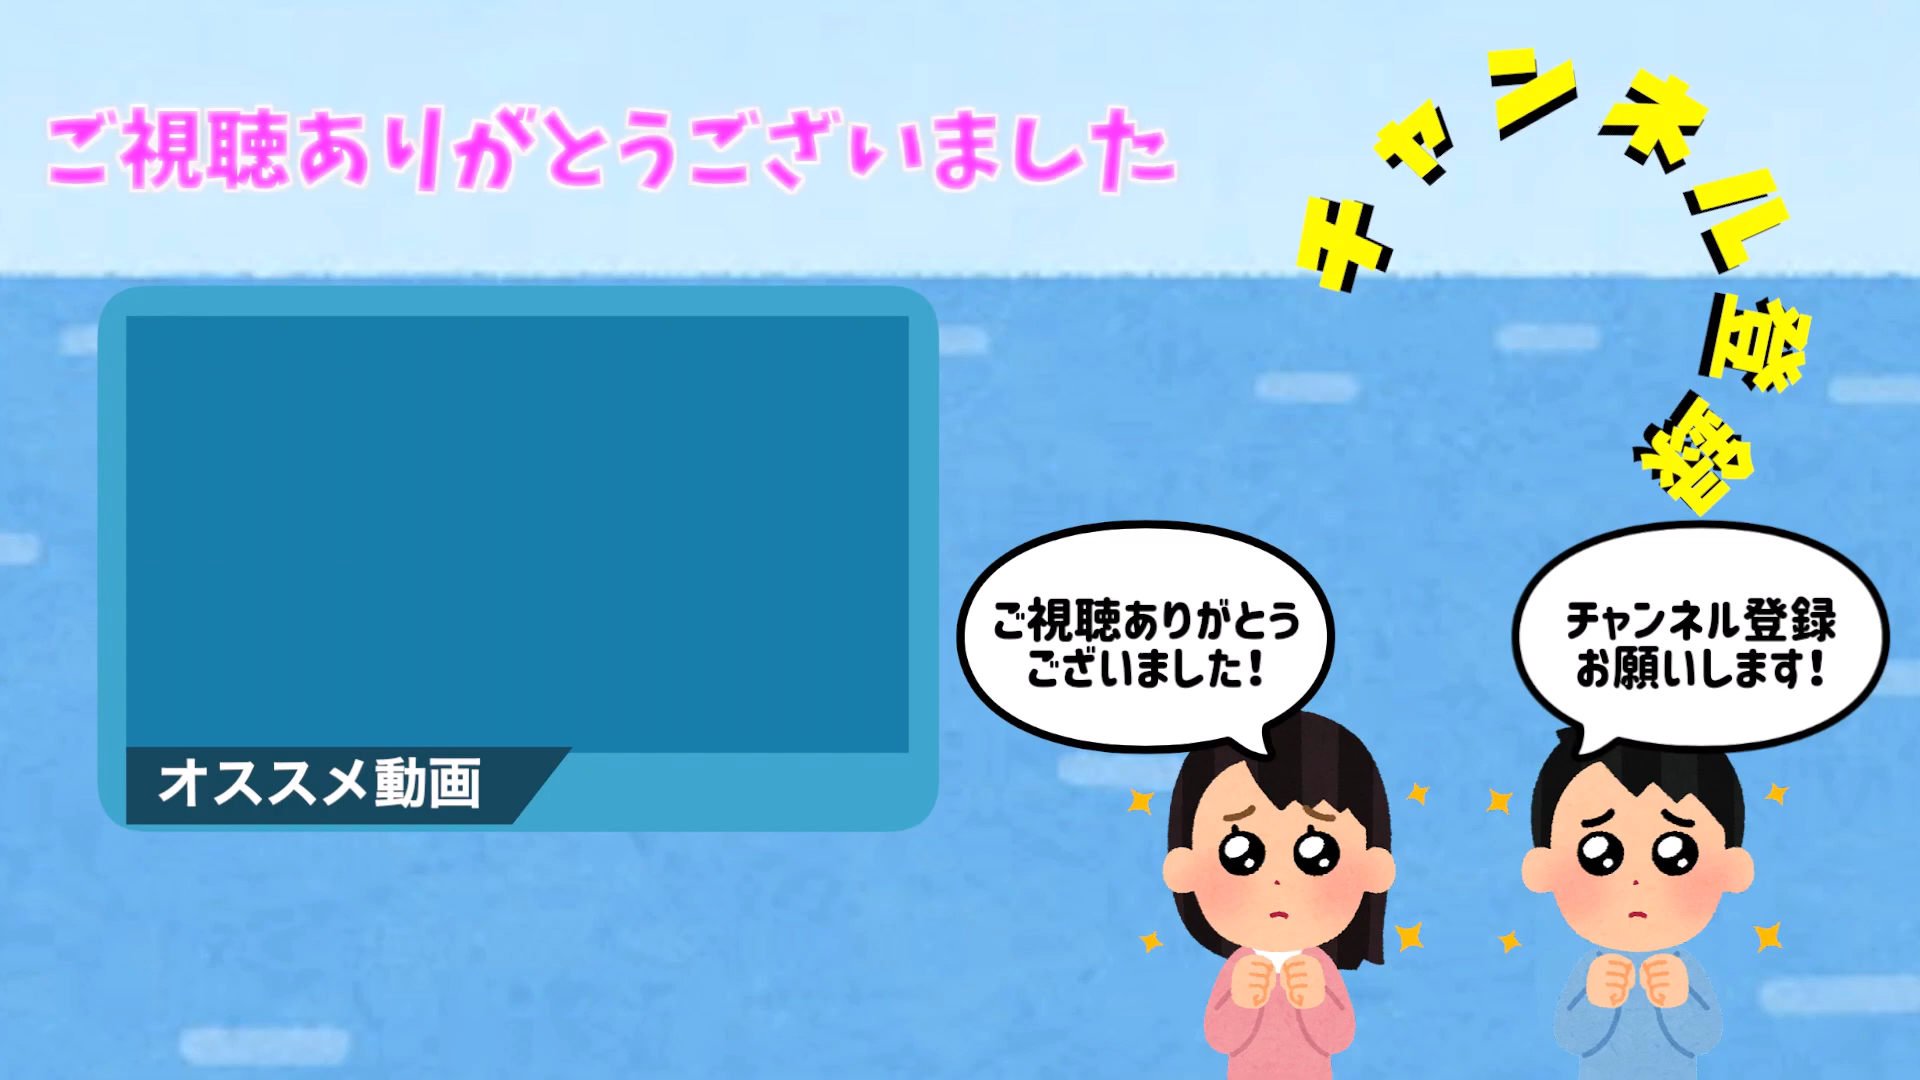 ご視聴ありがとうございました
チャンネル登録
オススメ動画
ご視聴ありがとう
ございました!
チャンネル登録
お願いします!